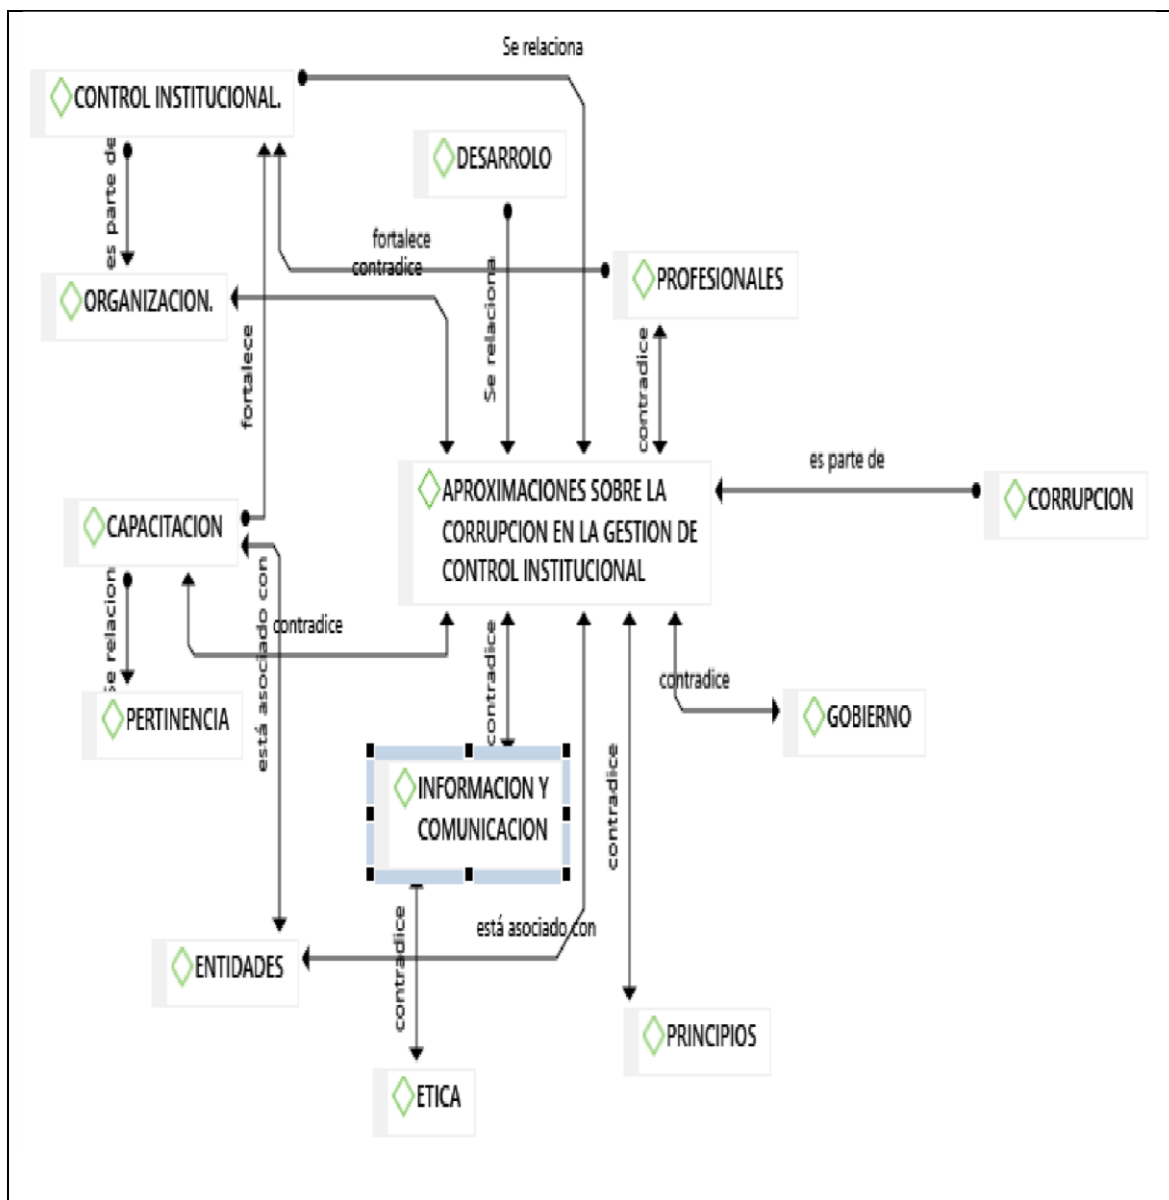 Se relaciona
CONTROL INSTITUCIONAL.
es parte de
DESARROLO
fortalece
contradice
PROFESIONALES
ORGANIZACION.
fortalece
Se relaciona
contradice
es parte de
APROXIMACIONES SOBRE LA
CORRUPCION EN LA GESTION DE
CONTROL INSTITUCIONAL
CORRUPCION
CAPACITACION
Se relacion
está asociado con
contradice
contradice
contradice
PERTINENCIA
GOBIERNO
INFORMACION Y
COMUNICACION
contradice
contradice
está asociado con
ENTIDADES
PRINCIPIOS
ETICA